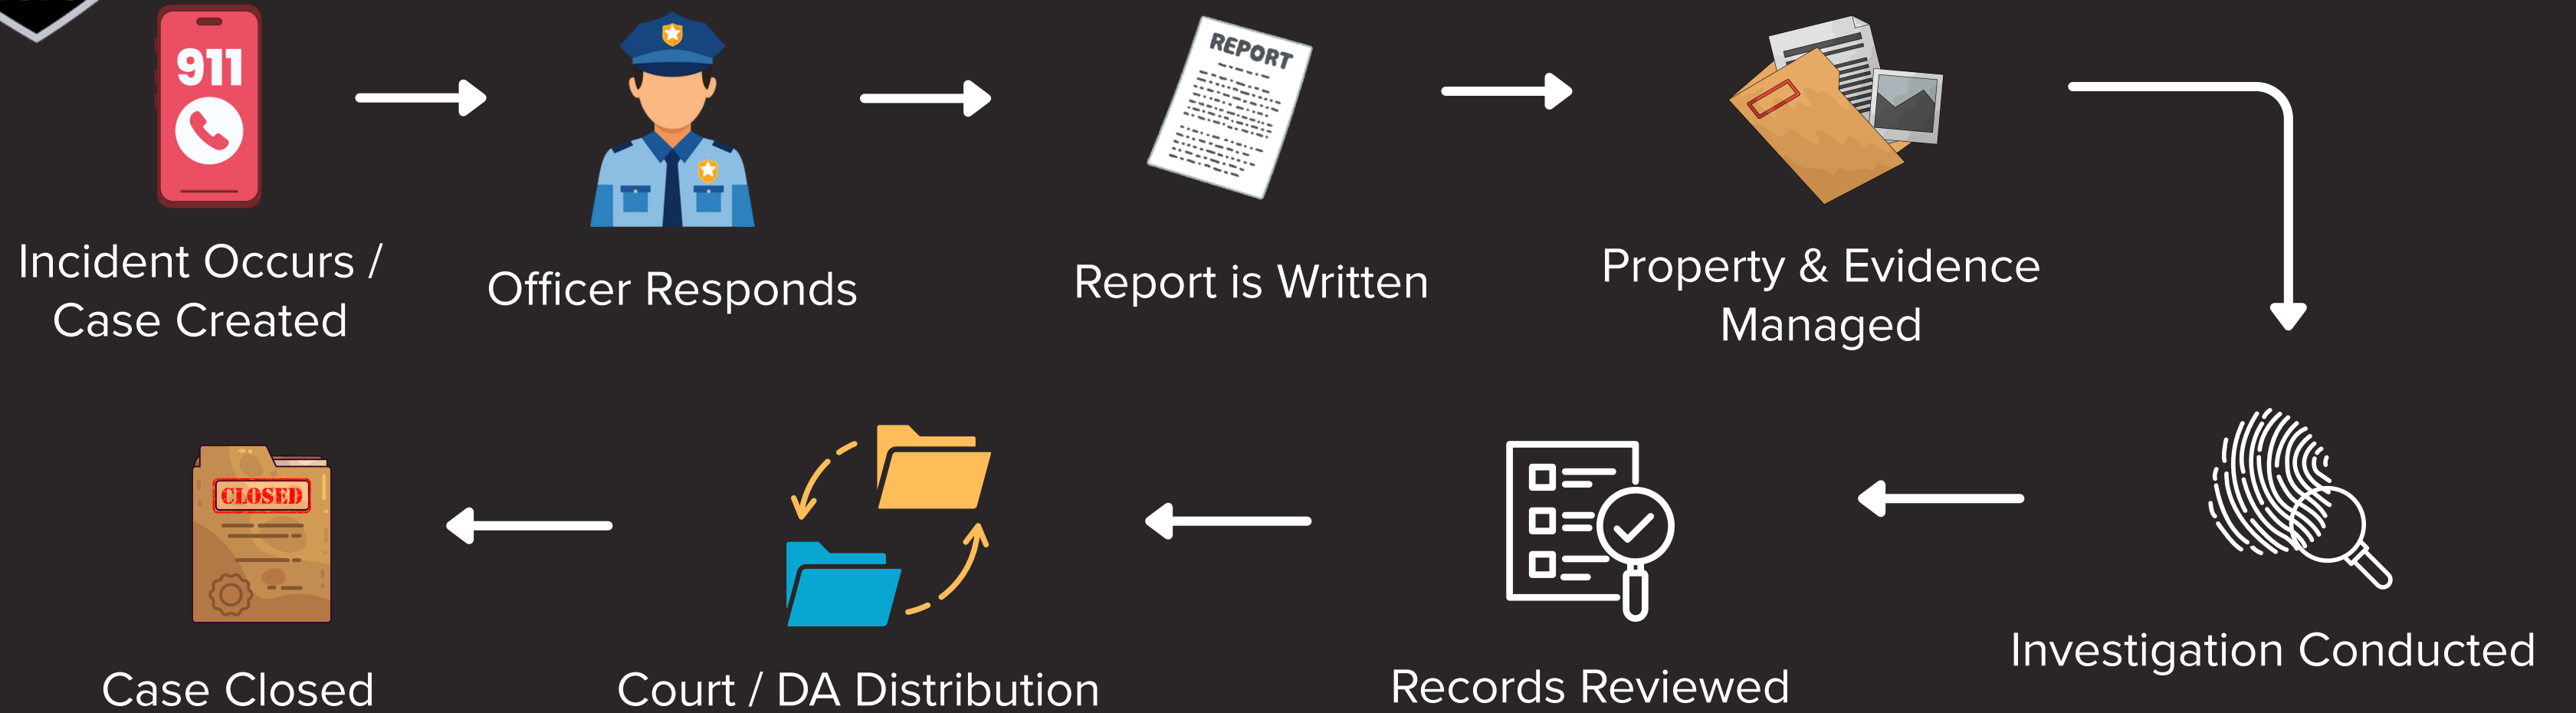 911
REPORT
Incident Occurs /
Case Created
Officer Responds
Report is Written
Property & Evidence
Managed
CLOSED
Case Closed
Court / DA Distribution
Records Reviewed
Investigation Conducted